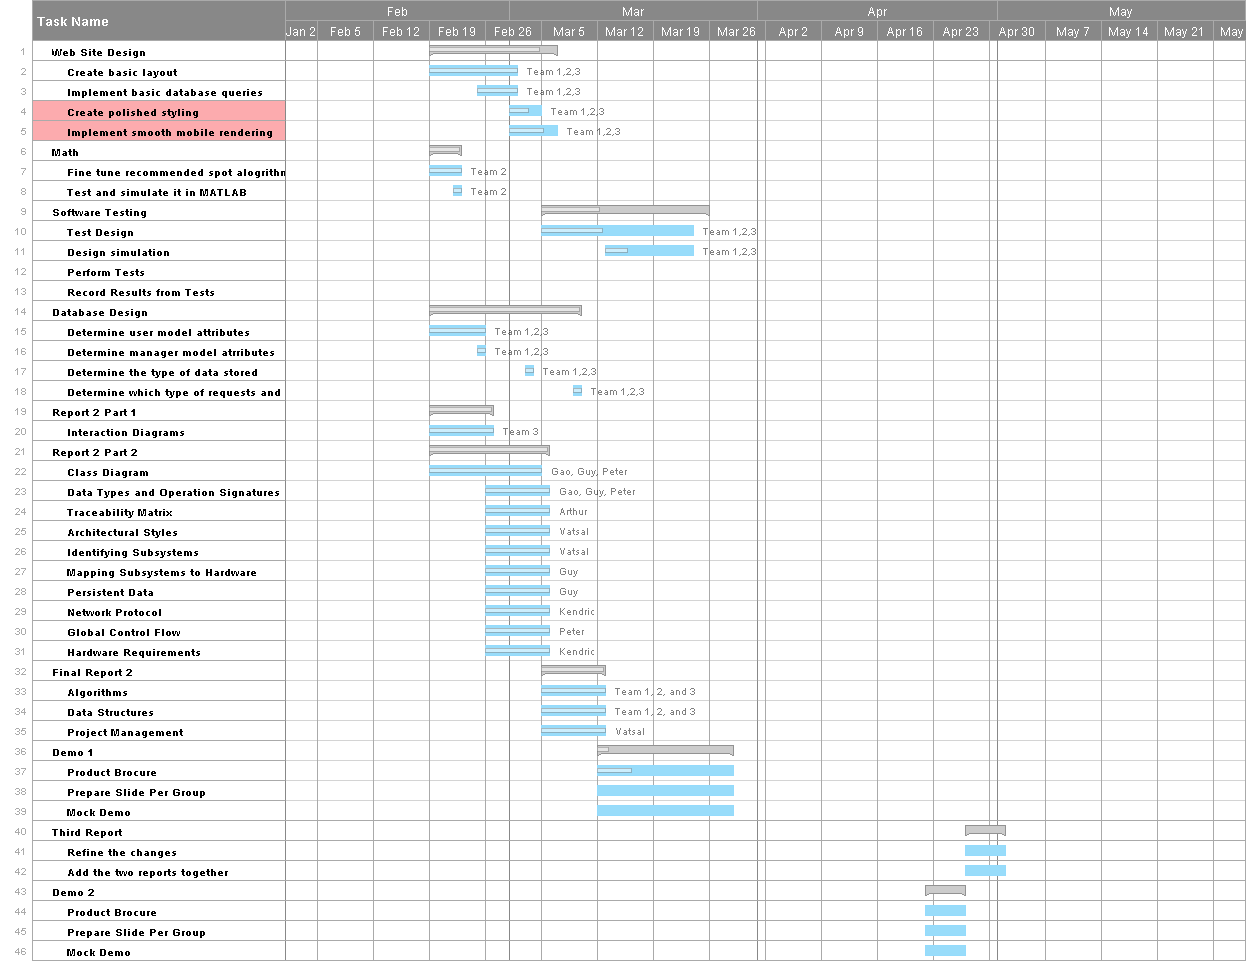 Task Name
Feb Mar Apr May
Jan 2 Feb 5 Feb 12 Feb 19 Feb 26 Mar 5 Mar 12 Mar 19 Mar 26 Apr 2 Apr 9 Apr 16 Apr 23 Apr 30 May 7 May 14 May 21 May
1 Web Site Design
2 Create basic layout Team 1,2,3
3 Implement basic database queries Team 1,2,3
4 Create polished styling Team 1,2,3
5 Implement smooth mobile rendering Team 1,2,3
6 Math
7 Fine tune recommended spot alogrithn Team 2
8 Test and simulate it in MATLAB Team 2
9 Software Testing
10 Test Design Team 1,2,3
11 Design simulation Team 1,2,3
12 Perform Tests
13 Record Results from Tests
14 Database Design
15 Determine user model attributes Team 1,2,3
16 Determine manager model atrributes Team 1,2,3
17 Determine the type of data stored Team 1,2,3
18 Determine which type of requests and Team 1,2,3
19 Report 2 Part 1
20 Interaction Diagrams Team 3
21 Report 2 Part 2
22 Class Diagram Gao, Guy, Peter
23 Data Types and Operation Signatures Gao, Guy, Peter
24 Traceability Matrix Arthur
25 Architectural Styles Vatsal
26 Identifying Subsystems Vatsal
27 Mapping Subsystems to Hardware Guy
28 Persistent Data Guy
29 Network Protocol Kendric
30 Global Control Flow Peter
31 Hardware Requirements Kendric
32 Final Report 2
33 Algorithms Team 1, 2, and 3
34 Data Structures Team 1, 2, and 3
35 Project Management Vatsal
36 Demo 1
37 Product Brocure
38 Prepare Slide Per Group
39 Mock Demo
40 Third Report
41 Refine the changes
42 Add the two reports together
43 Demo 2
44 Product Brocure
45 Prepare Slide Per Group
46 Mock Demo